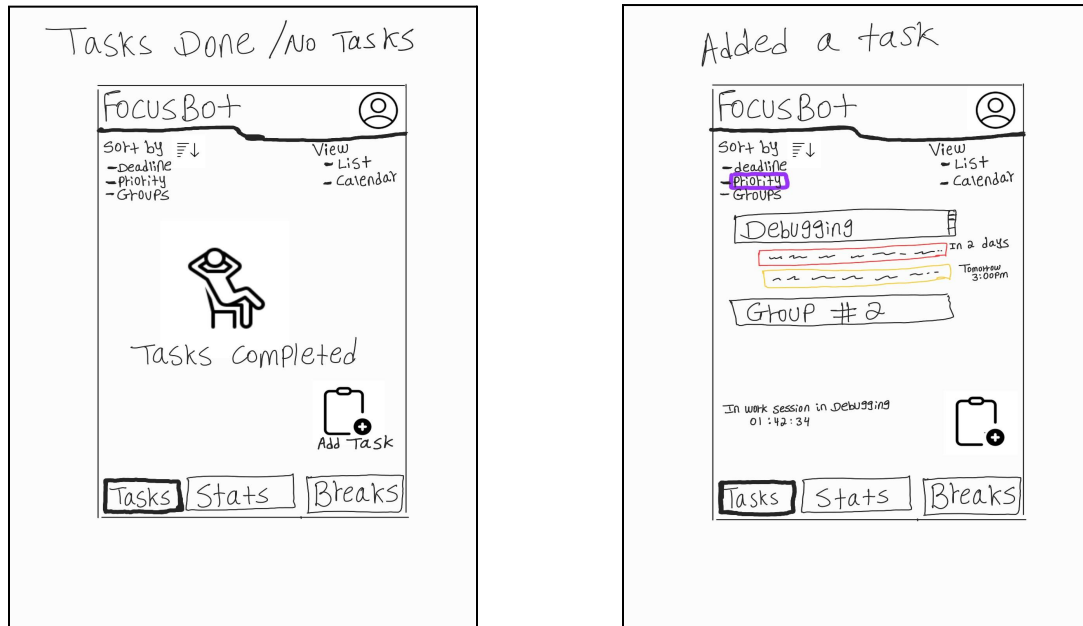 Tasks Done /No Tasks
FocusBot
Sort by
- Deadline
- Priority
- Groups
View
- List
- Calendar
Tasks completed
Add Task
Tasks
Stats
Breaks
Added a task
FocusBot
Sort by
- deadline
- Priority
- Groups
View
- List
- Calendar
Debugging
In 2 days
Tomorrow
3:00pm
Group # 2
In work session in Debugging
01:42:34
Tasks
Stats
Breaks